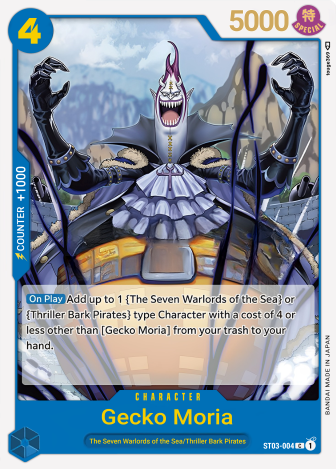 4
5000
特
SPECIAL
tsuga369
COUNTER +1000
On Play Add up to 1 {The Seven Warlords of the Sea} or
{Thriller Bark Pirates} type Character with a cost of 4 or
less other than [Gecko Moria] from your trash to your
hand.
BANDAI MADE IN JAPAN
CHARACTER
Gecko Moria
The Seven Warlords of the Sea/Thriller Bark Pirates
ST03-004 C 1